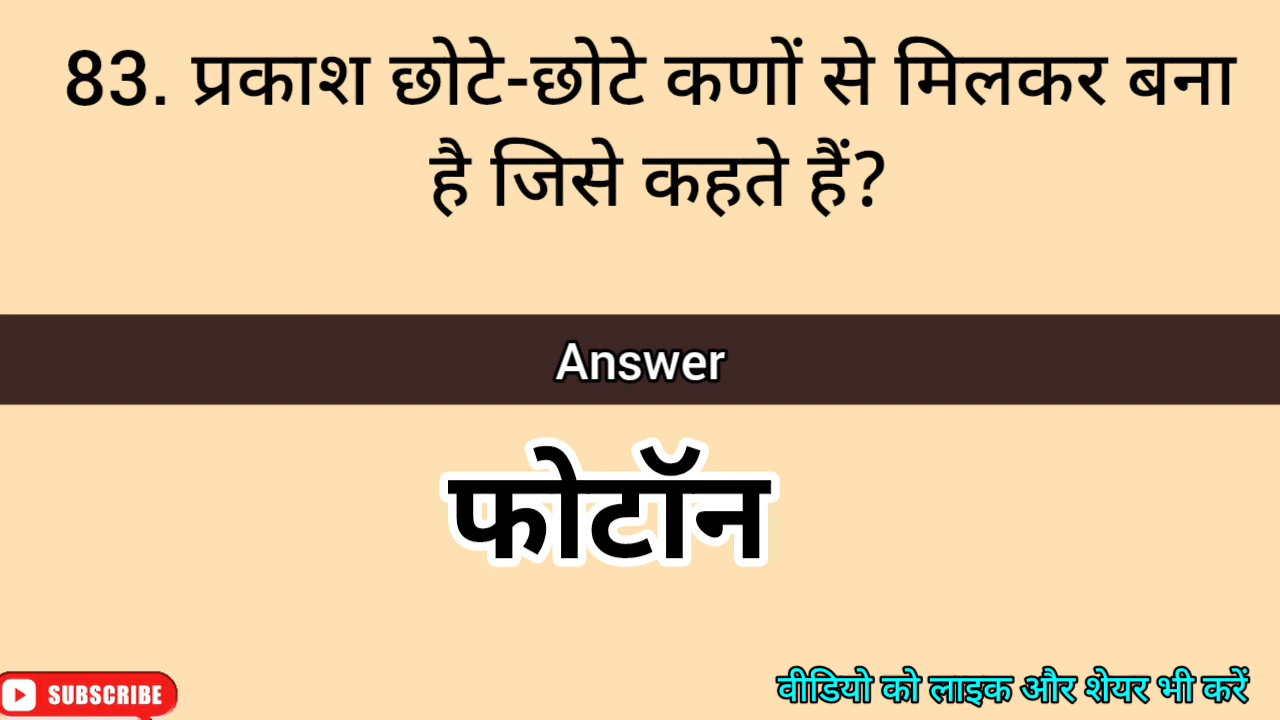 83. प्रकाश छोटे-छोटे कणों से मिलकर बना
है जिसे कहते हैं?
Answer
फोटॉन
SUBSCRIBE
वीडियो को लाइक और शेयर भी करें